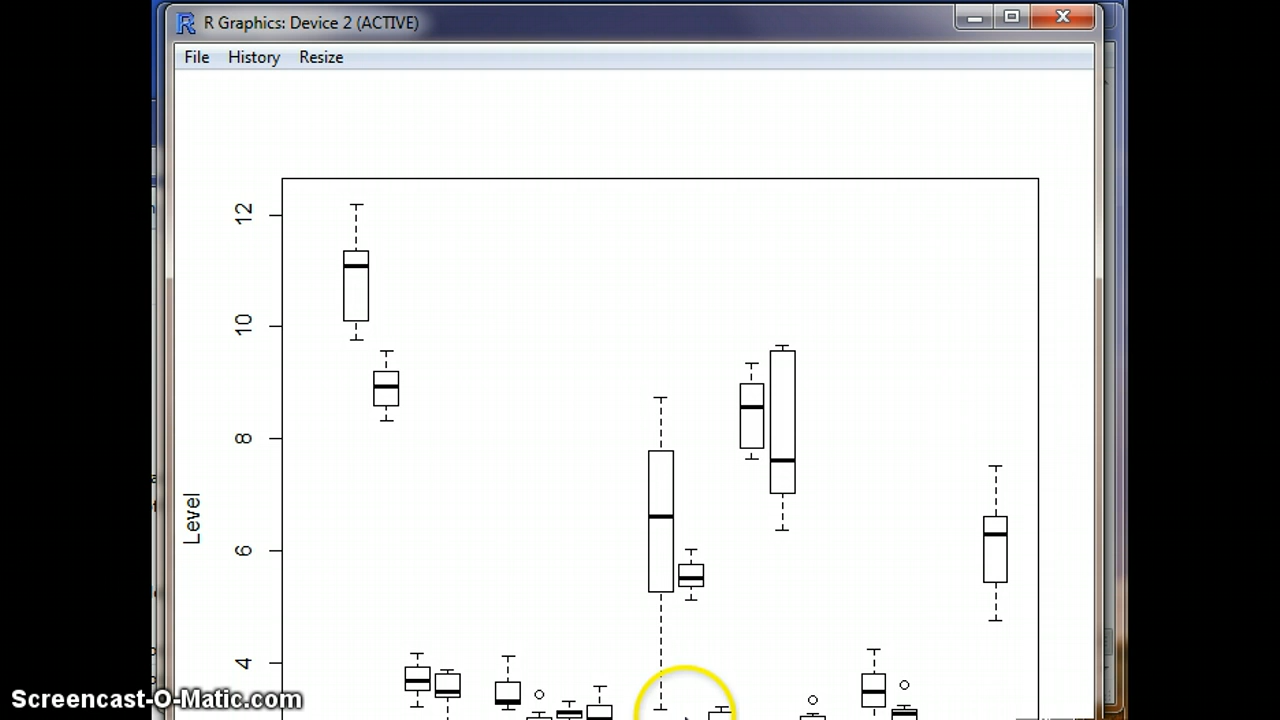 R Graphics: Device 2 (ACTIVE)
File History Resize
12
10
8
6
4
Level
Screencast-O-Matic.com